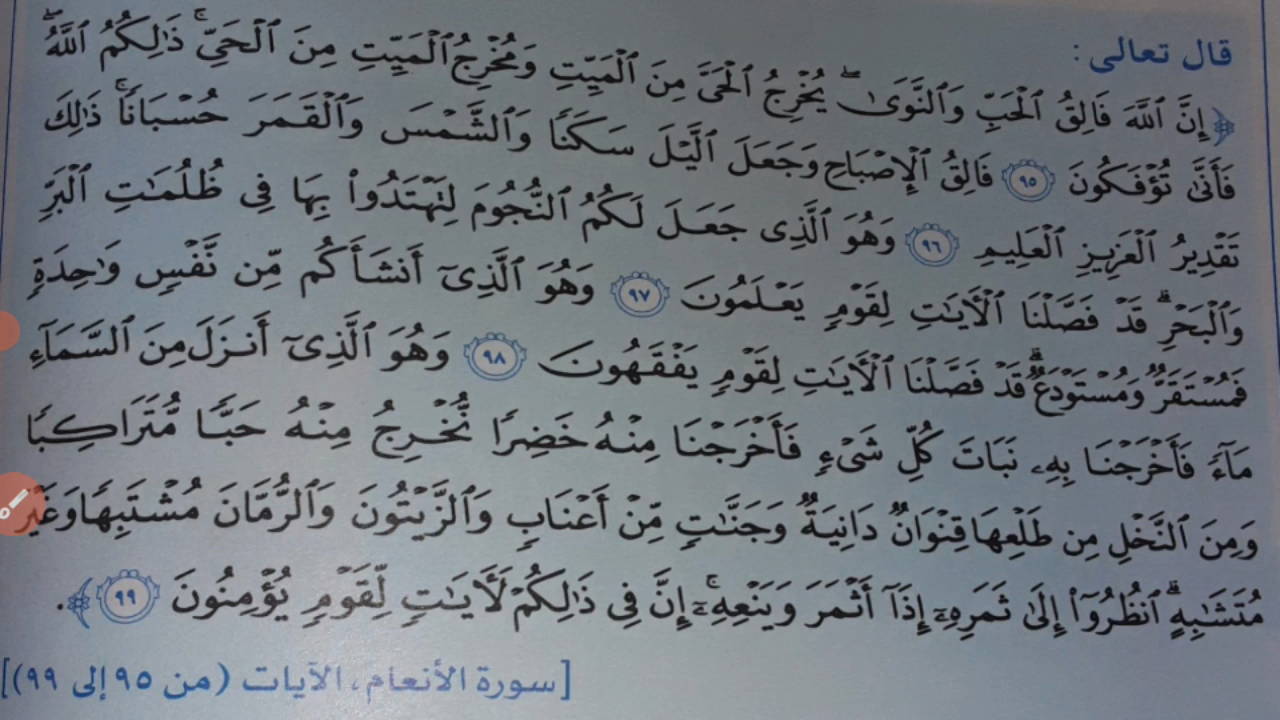 قال تعالى:
﴿إِنَّ ٱللَّهَ فَالِقُ ٱلْحَبِّ وَٱلنَّوَىٰۖ يُخْرِجُ ٱلْحَىَّ مِنَ ٱلْمَيِّتِ وَمُخْرِجُ ٱلْمَيِّتِ مِنَ ٱلْحَىِّۚ ذَٰلِكُمُ ٱللَّهُۖ
فَأَنَّىٰ تُؤْفَكُونَ ٩٥ فَالِقُ ٱلْإِصْبَاحِ وَجَعَلَ ٱلَّيْلَ سَكَنًا وَٱلشَّمْسَ وَٱلْقَمَرَ حُسْبَانًاۚ ذَٰلِكَ
تَقْدِيرُ ٱلْعَزِيزِ ٱلْعَلِيمِ ٩٦ وَهُوَ ٱلَّذِى جَعَلَ لَكُمُ ٱلنُّجُومَ لِتَهْتَدُوا۟ بِهَا فِى ظُلُمَٰتِ ٱلْبَرِّ
وَٱلْبَحْرِۗ قَدْ فَصَّلْنَا ٱلْءَايَٰتِ لِقَوْمٍ يَعْلَمُونَ ٩٧ وَهُوَ ٱلَّذِىٓ أَنشَأَكُم مِّن نَّفْسٍ وَٰحِدَةٍ
فَمُسْتَقَرٌّ وَمُسْتَوْدَعٌۗ قَدْ فَصَّلْنَا ٱلْءَايَٰتِ لِقَوْمٍ يَفْقَهُونَ ٩٨ وَهُوَ ٱلَّذِىٓ أَنزَلَ مِنَ ٱلسَّمَآءِ
مَآءً فَأَخْرَجْنَا بِهِۦ نَبَاتَ كُلِّ شَىْءٍ فَأَخْرَجْنَا مِنْهُ خَضِرًا نُّخْرِجُ مِنْهُ حَبًّا مُّتَرَاكِبًا
وَمِنَ ٱلنَّخْلِ مِن طَلْعِهَا قِنْوَانٌ دَانِيَةٌ وَجَنَّٰتٍ مِّنْ أَعْنَابٍ وَٱلزَّيْتُونَ وَٱلرُّمَّانَ مُشْتَبِهًا وَغَيْرَ
مُتَشَٰبِهٍۗ ٱنظُرُوٓا۟ إِلَىٰ ثَمَرِهِۦٓ إِذَآ أَثْمَرَ وَيَنْعِهِۦٓۚ إِنَّ فِى ذَٰلِكُمْ لَءَايَٰتٍ لِّقَوْمٍ يُؤْمِنُونَ ٩٩﴾.
[سورة الأنعام، الآيات (من ٩٥ إلى ٩٩)]